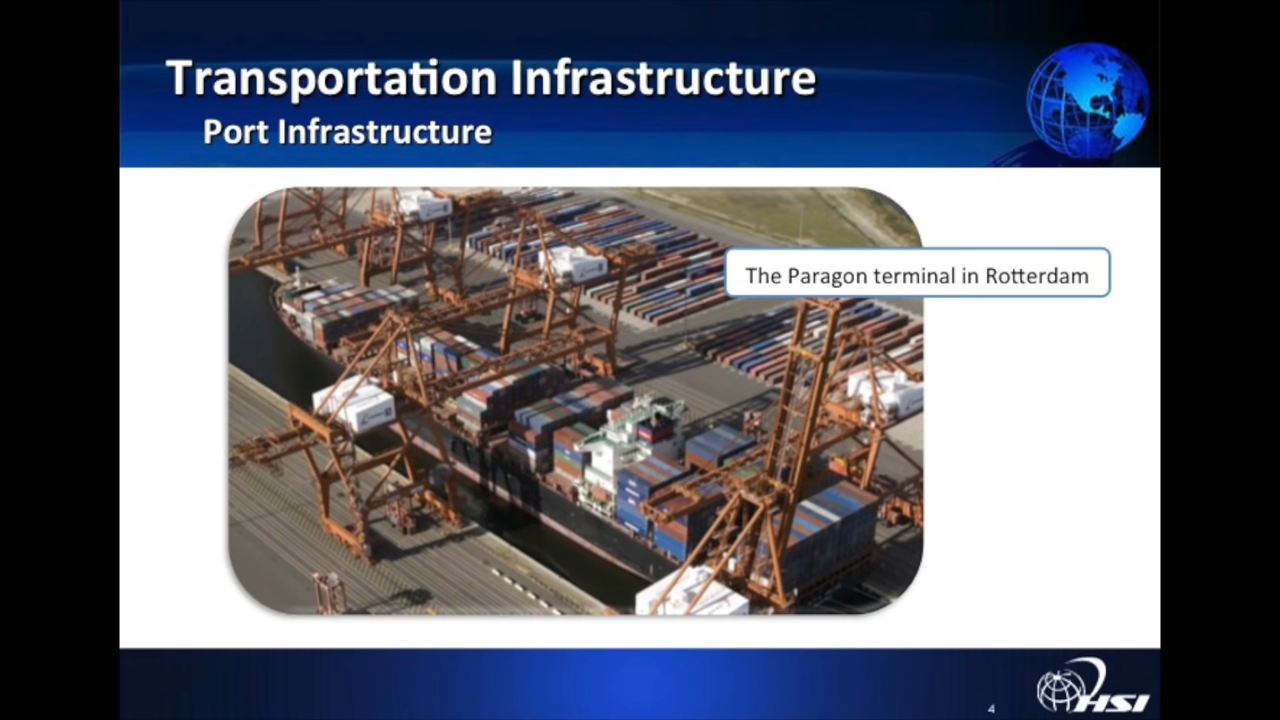 Transportation Infrastructure
Port Infrastructure
The Paragon terminal in Rotterdam
4
HSI